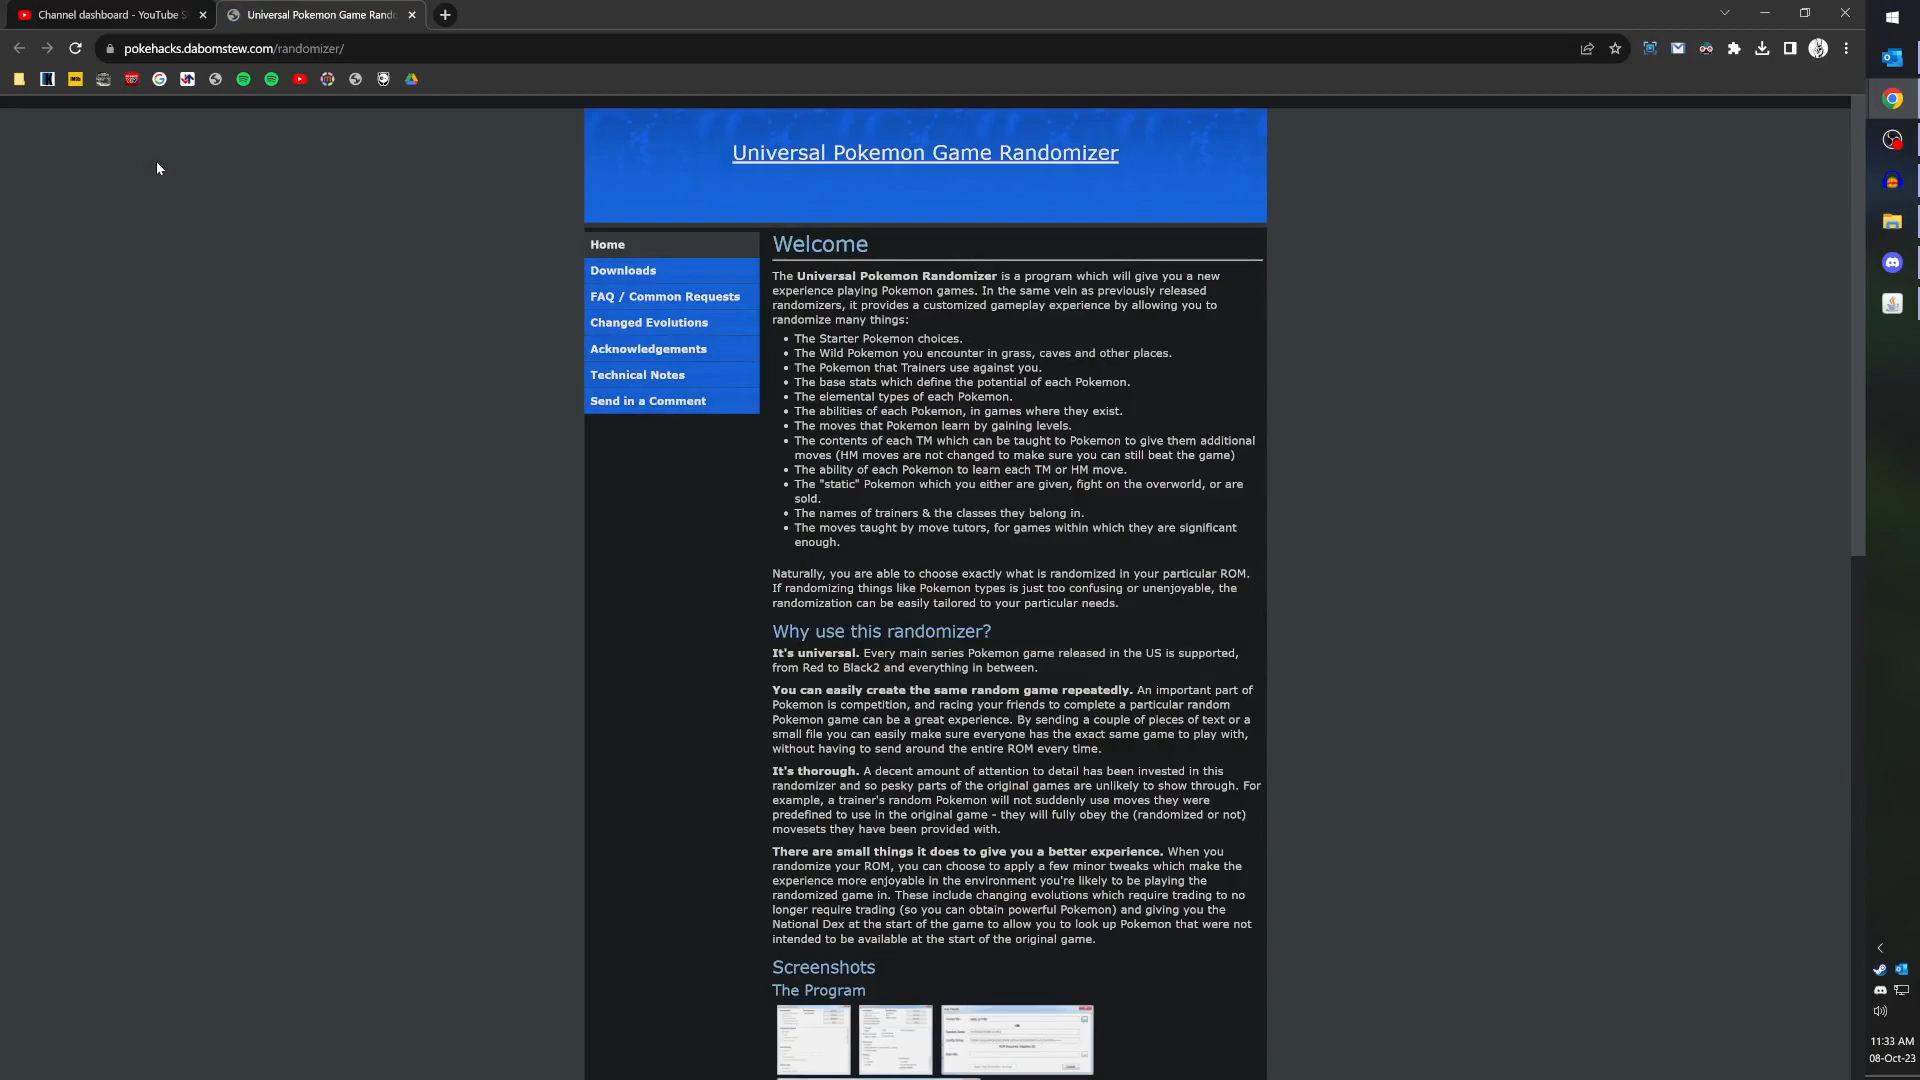 Channel dashboard - YouTube S
Universal Pokemon Game Rando
pokehacks.dabomstew.com/randomizer/
Universal Pokemon Game Randomizer
Home
Downloads
FAQ / Common Requests
Changed Evolutions
Acknowledgements
Technical Notes
Send in a Comment
Welcome
The Universal Pokemon Randomizer is a program which will give you a new
experience playing Pokemon games. In the same vein as previously released
randomizers, it provides a customized gameplay experience by allowing you to
randomize many things:
• The Starter Pokemon choices.
• The Wild Pokemon you encounter in grass, caves and other places.
• The Pokemon that Trainers use against you.
• The base stats which define the potential of each Pokemon.
• The elemental types of each Pokemon.
• The abilities of each Pokemon, in games where they exist.
• The moves that Pokemon learn by gaining levels.
• The contents of each TM which can be taught to Pokemon to give them additional
moves (HM moves are not changed to make sure you can still beat the game)
• The ability of each Pokemon to learn each TM or HM move.
• The "static" Pokemon which you either are given, fight on the overworld, or are
sold.
• The names of trainers & the classes they belong in.
• The moves taught by move tutors, for games within which they are significant
enough.
Naturally, you are able to choose exactly what is randomized in your particular ROM.
If randomizing things like Pokemon types is just too confusing or unenjoyable, the
randomization can be easily tailored to your particular needs.
Why use this randomizer?
It's universal. Every main series Pokemon game released in the US is supported,
from Red to Black2 and everything in between.
You can easily create the same random game repeatedly. An important part of
Pokemon is competition, and racing your friends to complete a particular random
Pokemon game can be a great experience. By sending a couple of pieces of text or a
small file you can easily make sure everyone has the exact same game to play with,
without having to send around the entire ROM every time.
It's thorough. A decent amount of attention to detail has been invested in this
randomizer and so pesky parts of the original games are unlikely to show through. For
example, a trainer's random Pokemon will not suddenly use moves they were
predefined to use in the original game - they will fully obey the (randomized or not)
movesets they have been provided with.
There are small things it does to give you a better experience. When you
randomize your ROM, you can choose to apply a few minor tweaks which make the
experience more enjoyable in the environment you're likely to be playing the
randomized game in. These include changing evolutions which require trading to no
longer require trading (so you can obtain powerful Pokemon) and giving you the
National Dex at the start of the game to allow you to look up Pokemon that were not
intended to be available at the start of the original game.
Screenshots
The Program
11:33 AM
08-Oct-23